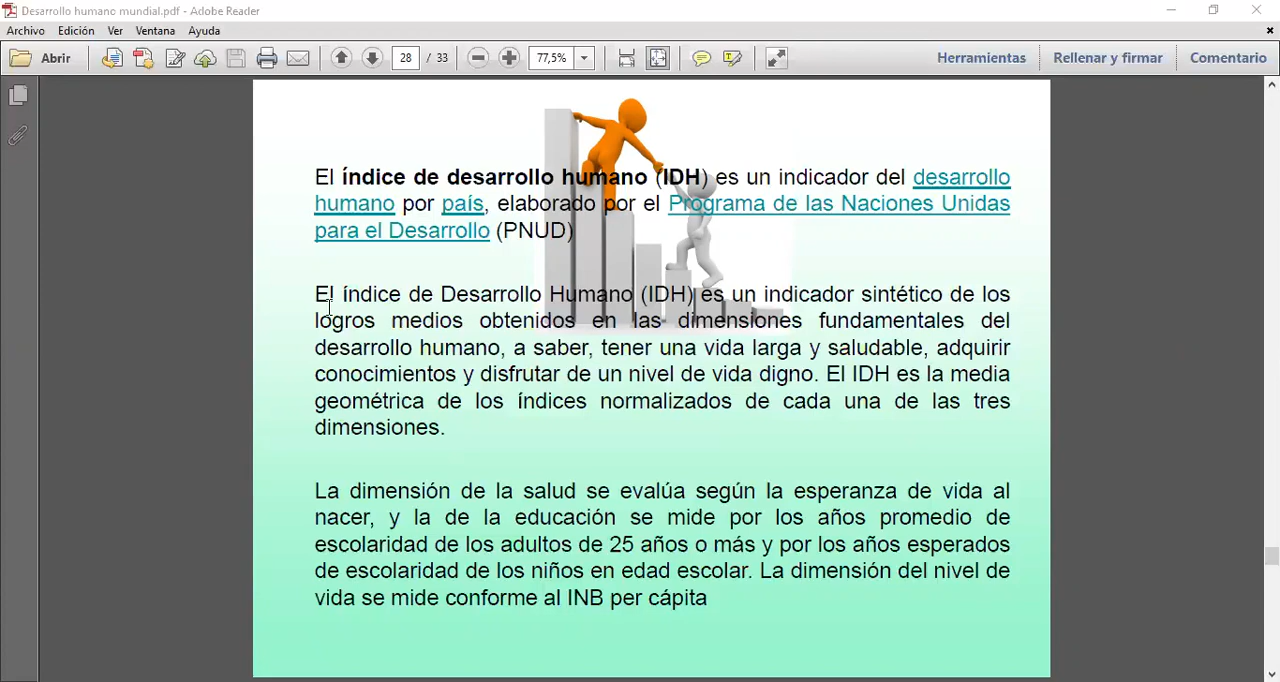 Desarrollo humano mundial.pdf - Adobe Reader
Archivo Edición Ver Ventana Ayuda
Abrir 28 / 33 77,5% Herramientas Rellenar y firmar Comentario
El índice de desarrollo humano (IDH) es un indicador del desarrollo
humano por país, elaborado por el Programa de las Naciones Unidas
para el Desarrollo (PNUD)
El índice de Desarrollo Humano (IDH) es un indicador sintético de los
logros medios obtenidos en las dimensiones fundamentales del
desarrollo humano, a saber, tener una vida larga y saludable, adquirir
conocimientos y disfrutar de un nivel de vida digno. El IDH es la media
geométrica de los índices normalizados de cada una de las tres
dimensiones.
La dimensión de la salud se evalúa según la esperanza de vida al
nacer, y la de la educación se mide por los años promedio de
escolaridad de los adultos de 25 años o más y por los años esperados
de escolaridad de los niños en edad escolar. La dimensión del nivel de
vida se mide conforme al INB per cápita